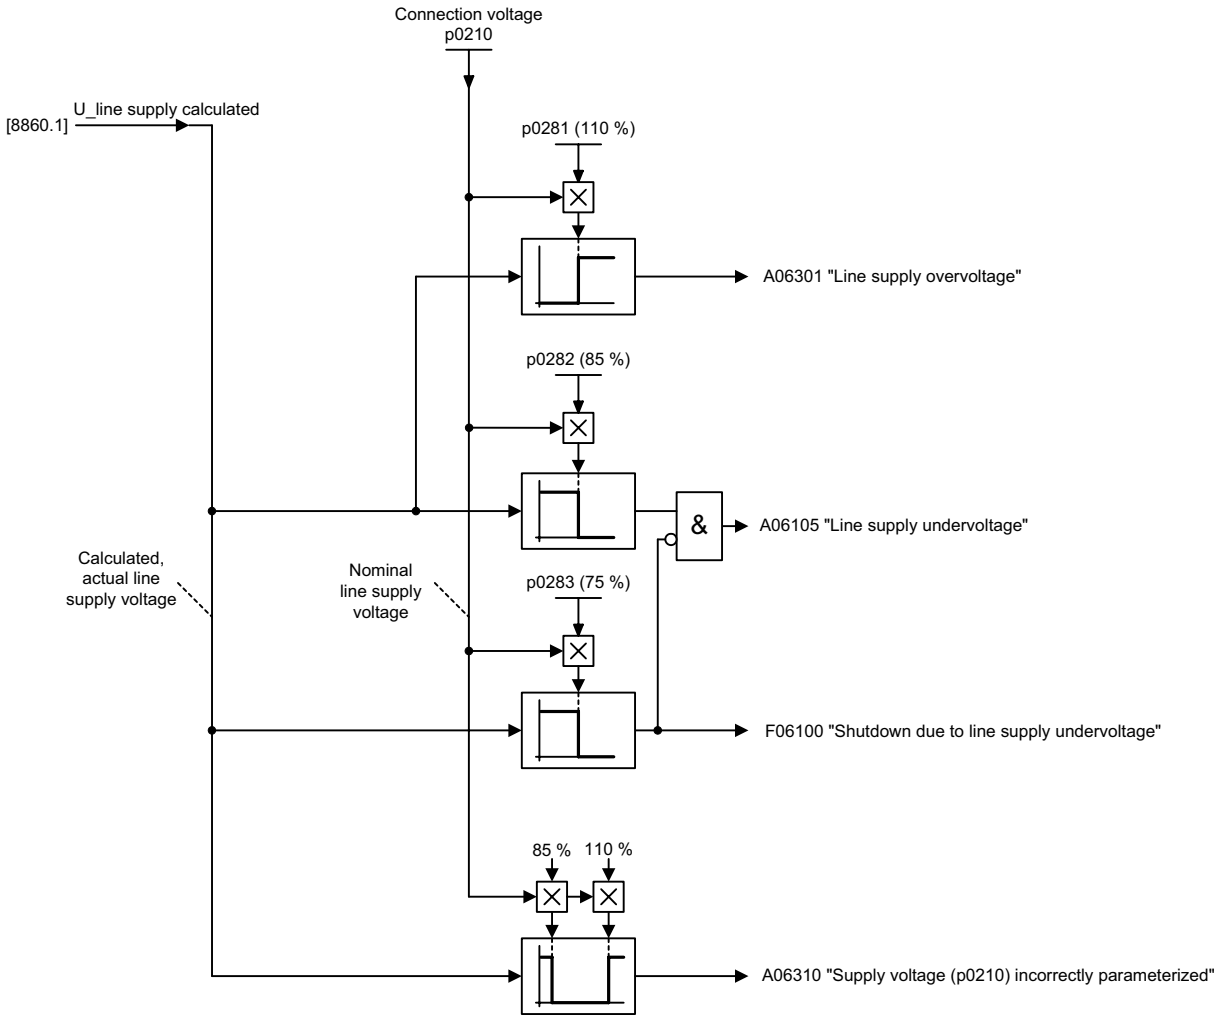 Connection voltage
p0210
U_line supply calculated
[8860.1]
p0281 (110 %)
A06301 "Line supply overvoltage"
p0282 (85 %)
&
A06105 "Line supply undervoltage"
Calculated,
actual line
supply voltage
Nominal
line supply
voltage
p0283 (75 %)
F06100 "Shutdown due to line supply undervoltage"
85 %
110 %
A06310 "Supply voltage (p0210) incorrectly parameterized"